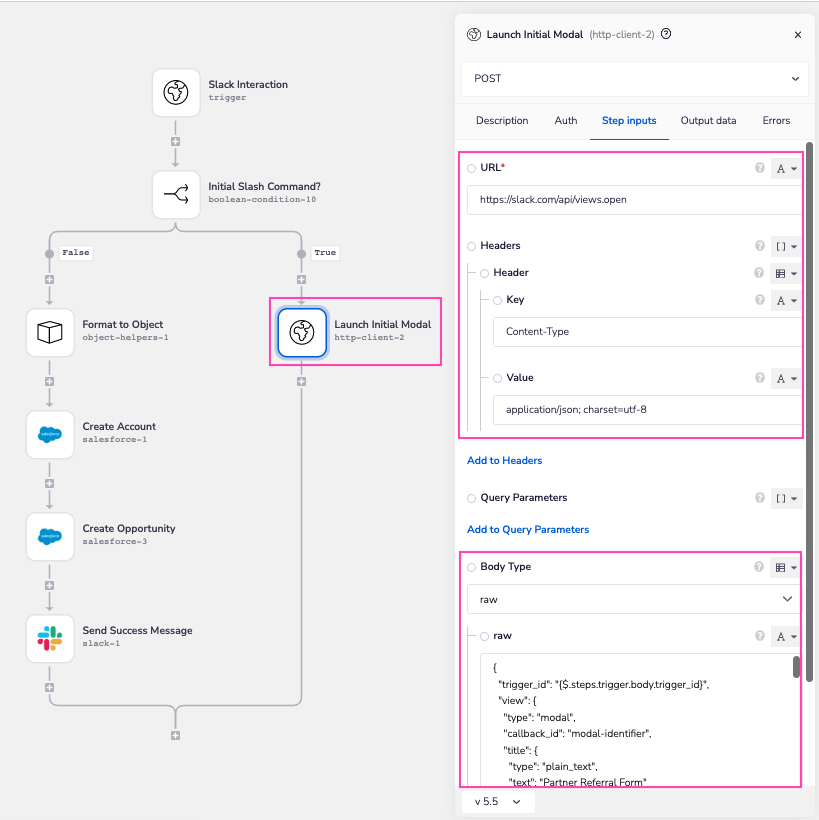 Slack Interaction
trigger
Initial Slash Command?
boolean-condition-10
False
True
Format to Object
object-helpers-1
Launch Initial Modal
http-client-2
Create Account
salesforce-1
Create Opportunity
salesforce-3
Send Success Message
slack-1
Launch Initial Modal (http-client-2) ?
×
POST
Description Auth Step inputs Output data Errors
URL* ? A
https://slack.com/api/views.open
Headers ? []
Header ?
Key ? A
Content-Type
Value ? A
application/json; charset=utf-8
Add to Headers
Query Parameters ? []
Add to Query Parameters
Body Type ?
raw
raw ? A
{
"trigger_id": "{$.steps.trigger.body.trigger_id}",
"view": {
"type": "modal",
"callback_id": "modal-identifier",
"title": {
"type": "plain_text",
"text": "Partner Referral Form"
v 5.5